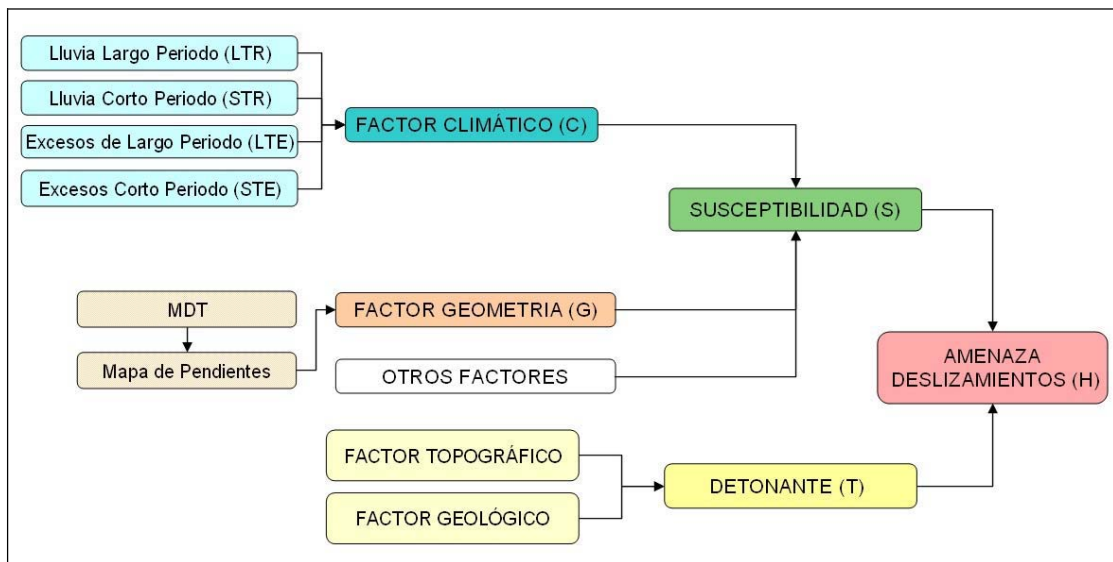 Lluvia Largo Periodo (LTR)
Lluvia Corto Periodo (STR)
Excesos de Largo Periodo (LTE)
Excesos Corto Periodo (STE)
FACTOR CLIMÁTICO (C)
SUSCEPTIBILIDAD (S)
MDT
Mapa de Pendientes
FACTOR GEOMETRIA (G)
OTROS FACTORES
AMENAZA
DESLIZAMIENTOS (H)
FACTOR TOPOGRÁFICO
FACTOR GEOLÓGICO
DETONANTE (T)